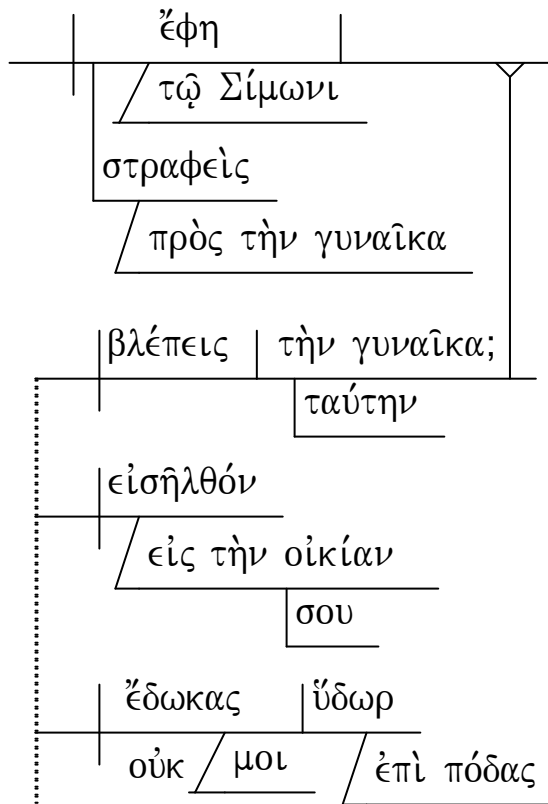 ἔφη
τῷ Σίμωνι
στραφεὶς
πρὸς τὴν γυναῖκα
βλέπεις τὴν γυναῖκα;
ταύτην
εἰσῆλθόν
εἰς τὴν οἰκίαν
σου
ἔδωκας ὕδωρ
οὐκ μοι ἐπὶ πόδας